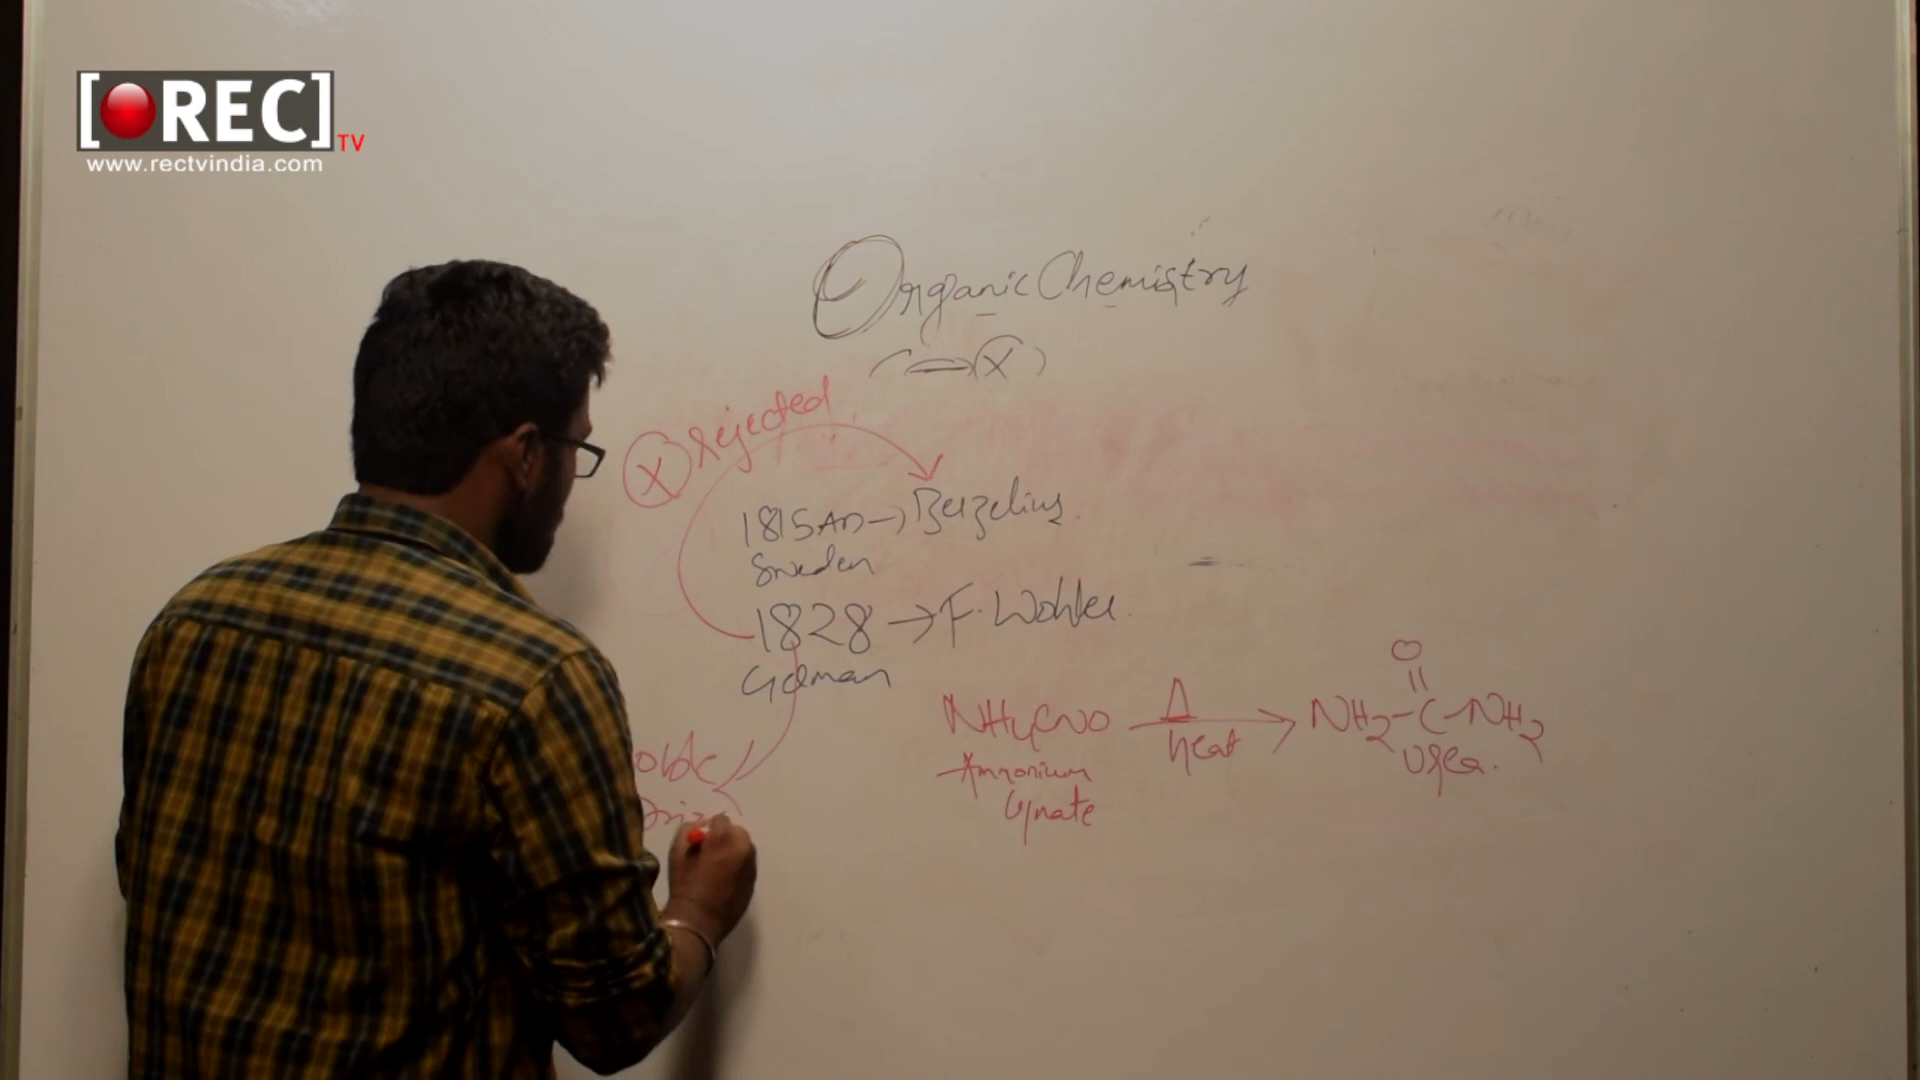 [REC] TV
www.rectvindia.com
Organic Chemistry
( X )
X rejected
1815 AD → Berzelius.
Sweden
1828 → F. Wohler.
German
O
||
NH4CNO Δ heat → NH2-C-NH2
Ammonium
Cynate
Urea.